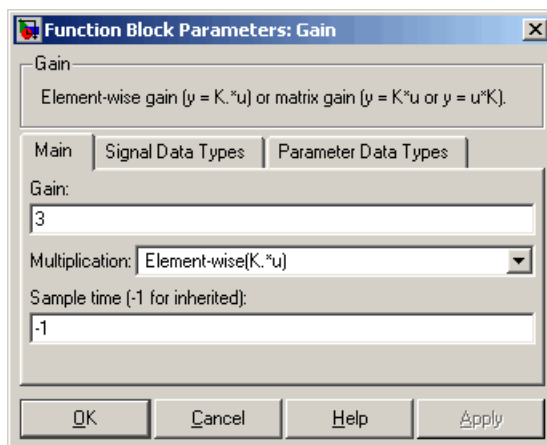 Function Block Parameters: Gain
Gain
Element-wise gain (y = K.*u) or matrix gain (y = K*u or y = u*K).
Main Signal Data Types Parameter Data Types
Gain:
3
Multiplication: Element-wise(K.*u)
Sample time (-1 for inherited):
-1
OK Cancel Help Apply